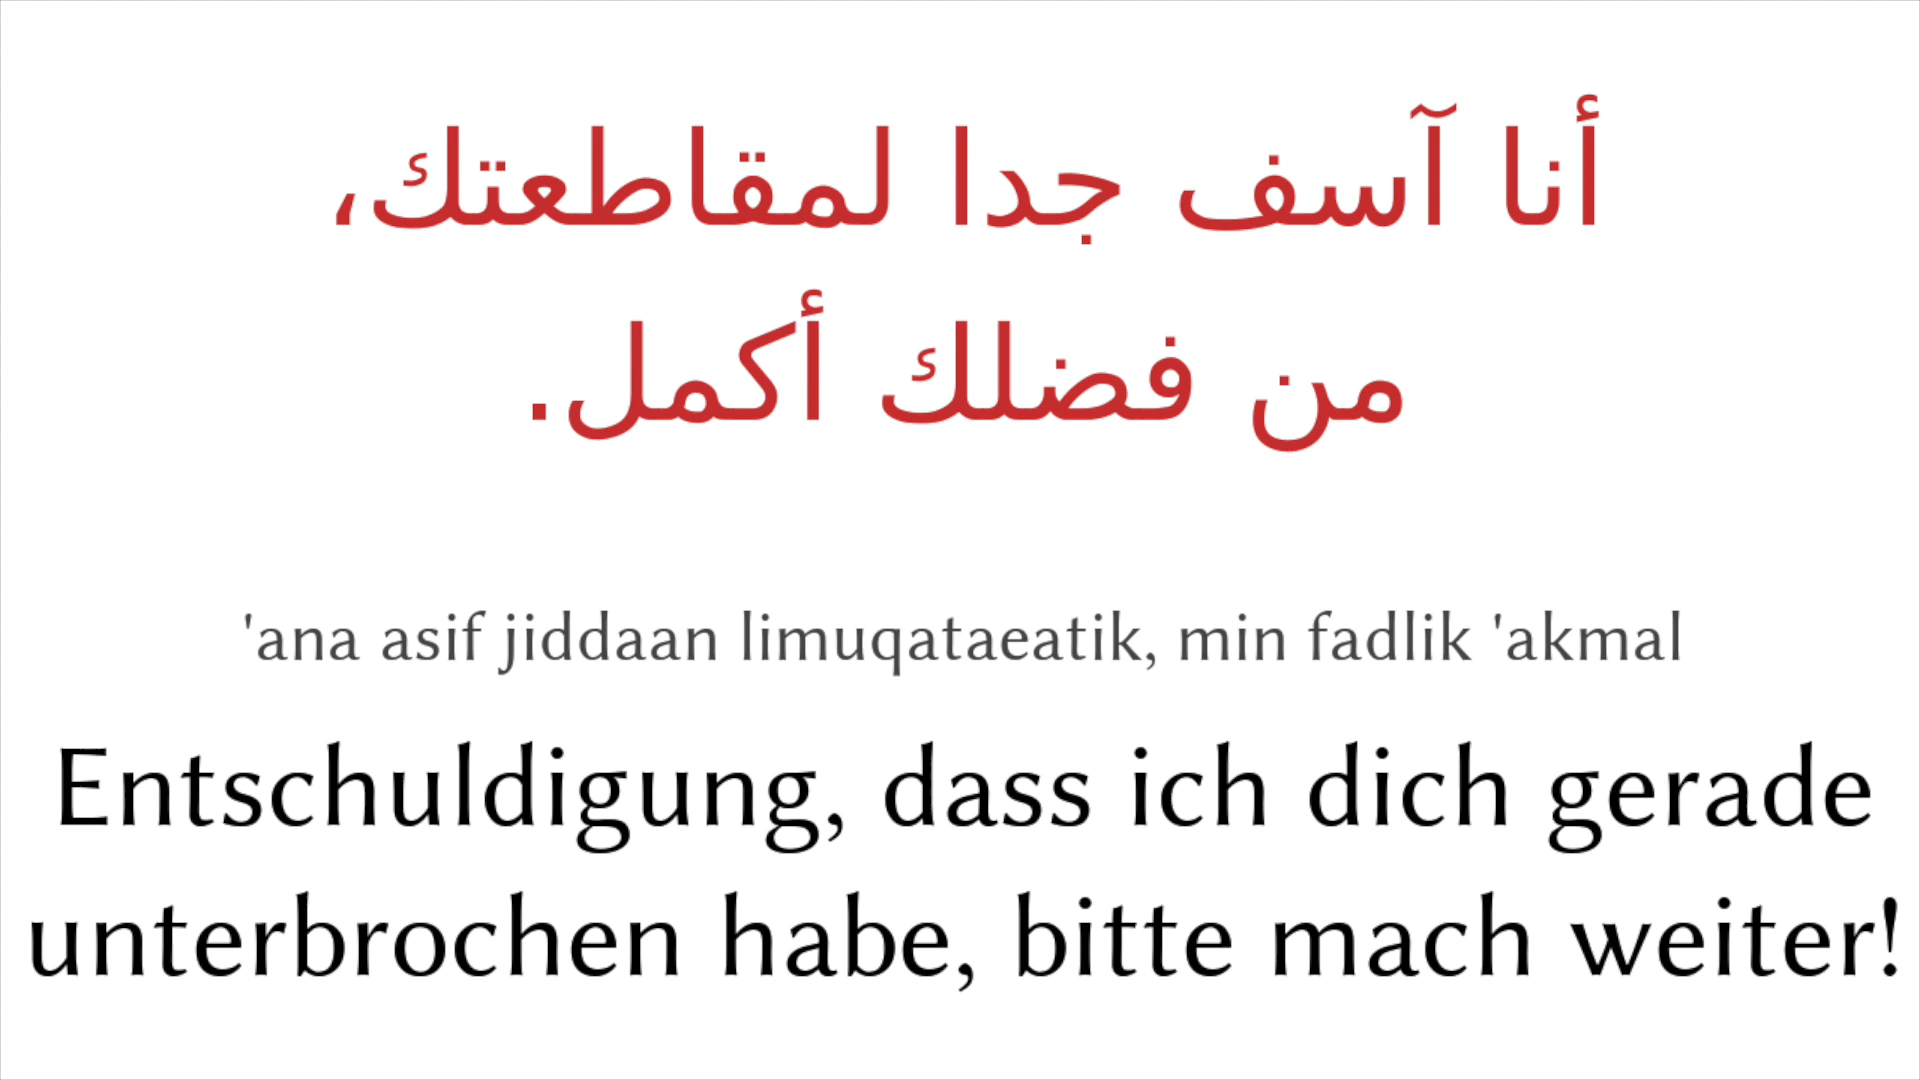 أنا آسف جدا لمقاطعتك،
من فضلك أكمل.
'ana asif jiddaan limuqataeatik, min fadlik 'akmal
Entschuldigung, dass ich dich gerade
unterbrochen habe, bitte mach weiter!